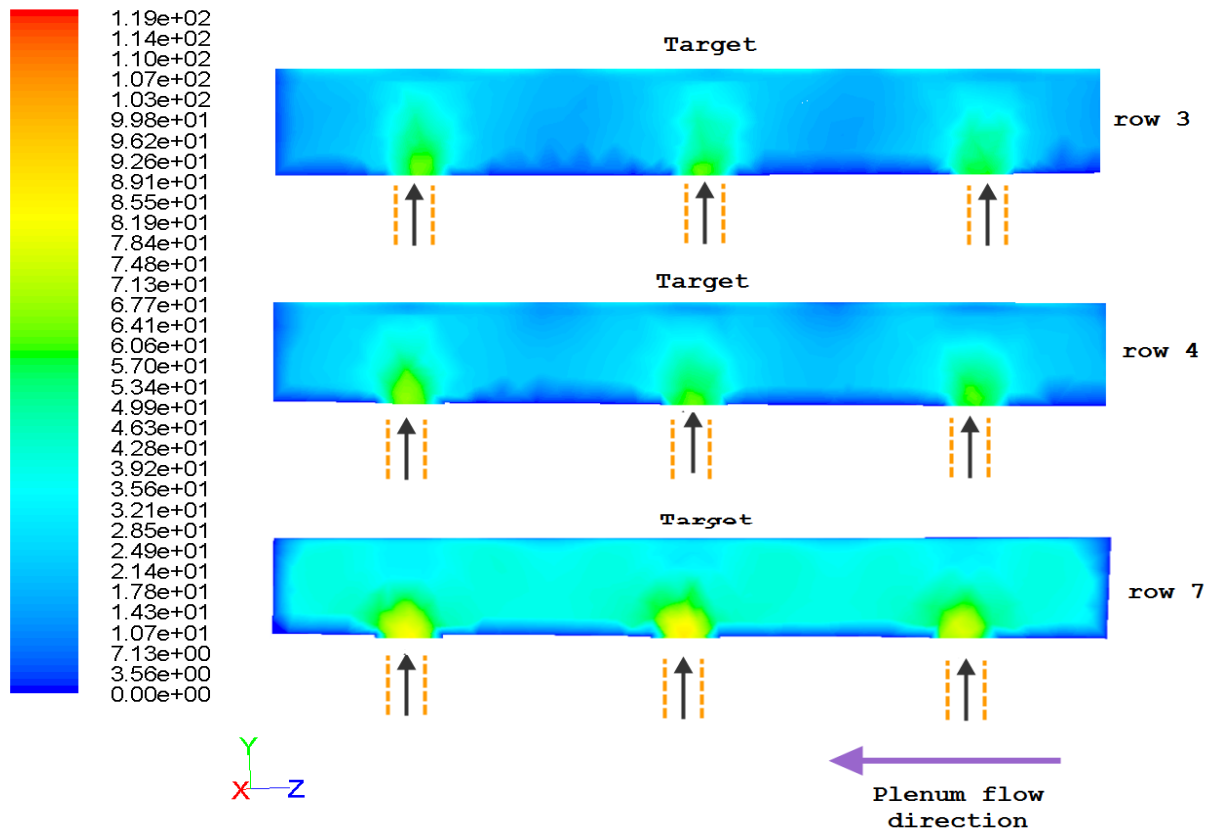 1.19e+02
1.14e+02
1.10e+02
1.07e+02
1.03e+02
9.98e+01
9.62e+01
9.26e+01
8.91e+01
8.55e+01
8.19e+01
7.84e+01
7.48e+01
7.13e+01
6.77e+01
6.41e+01
6.06e+01
5.70e+01
5.34e+01
4.99e+01
4.63e+01
4.28e+01
3.92e+01
3.56e+01
3.21e+01
2.85e+01
2.49e+01
2.14e+01
1.78e+01
1.43e+01
1.07e+01
7.13e+00
3.56e+00
0.00e+00
Target
row 3
Target
row 4
Target
row 7
Y
X
Z
Plenum flow
direction